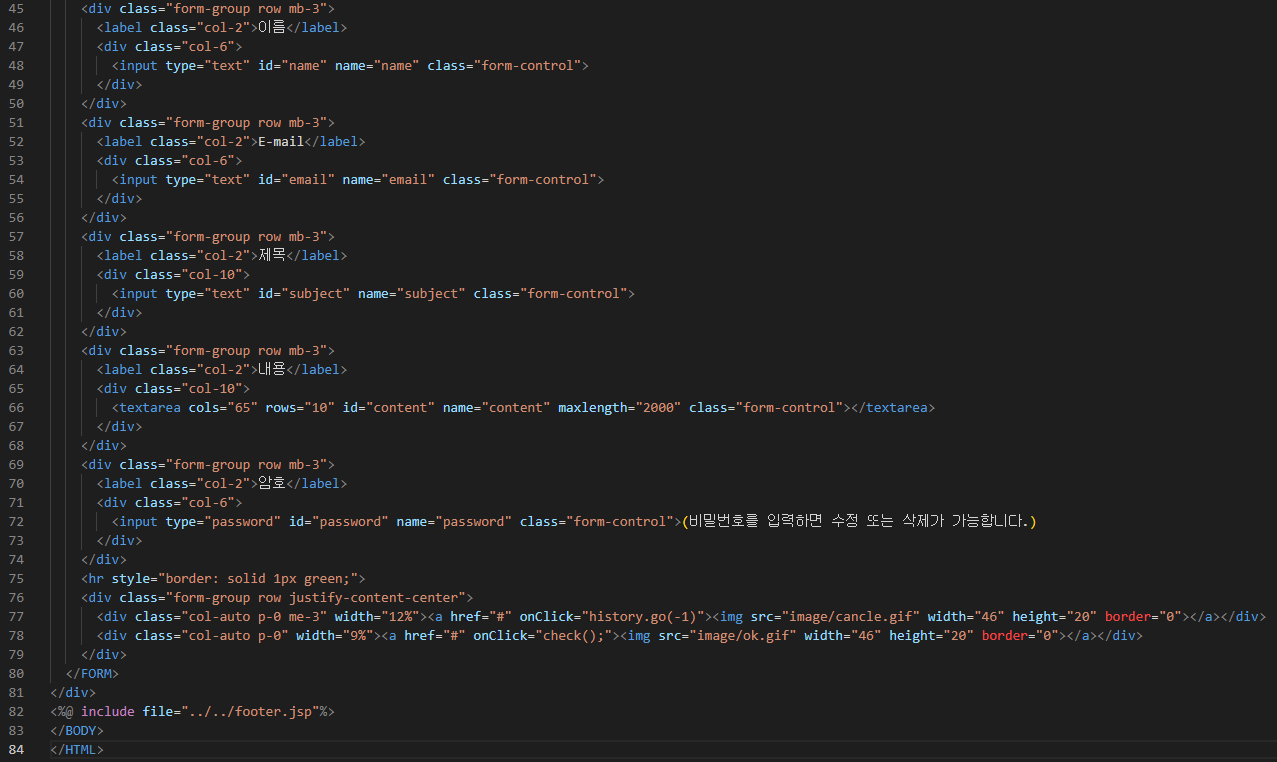 45 <div class="form-group row mb-3">
46 <label class="col-2">이름</label>
47 <div class="col-6">
48 <input type="text" id="name" name="name" class="form-control">
49 </div>
50 </div>
51 <div class="form-group row mb-3">
52 <label class="col-2">E-mail</label>
53 <div class="col-6">
54 <input type="text" id="email" name="email" class="form-control">
55 </div>
56 </div>
57 <div class="form-group row mb-3">
58 <label class="col-2">제목</label>
59 <div class="col-10">
60 <input type="text" id="subject" name="subject" class="form-control">
61 </div>
62 </div>
63 <div class="form-group row mb-3">
64 <label class="col-2">내용</label>
65 <div class="col-10">
66 <textarea cols="65" rows="10" id="content" name="content" maxlength="2000" class="form-control"></textarea>
67 </div>
68 </div>
69 <div class="form-group row mb-3">
70 <label class="col-2">암호</label>
71 <div class="col-6">
72 <input type="password" id="password" name="password" class="form-control">(비밀번호를 입력하면 수정 또는 삭제가 가능합니다.)
73 </div>
74 </div>
75 <hr style="border: solid 1px green;">
76 <div class="form-group row justify-content-center">
77 <div class="col-auto p-0 me-3" width="12%"><a href="#" onClick="history.go(-1)"><img src="image/cancle.gif" width="46" height="20" border="0"></a></div>
78 <div class="col-auto p-0" width="9%"><a href="#" onClick="check();"><img src="image/ok.gif" width="46" height="20" border="0"></a></div>
79 </div>
80 </FORM>
81 </div>
82 <%@ include file="../../footer.jsp"%>
83 </BODY>
84 </HTML>